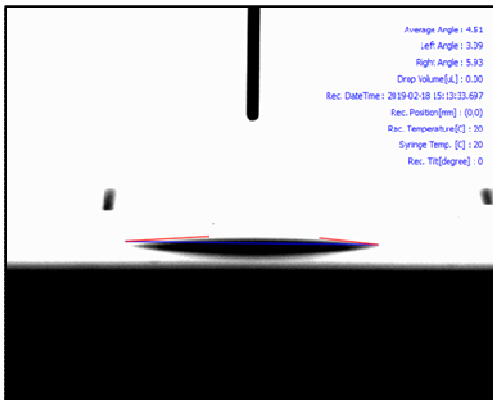 Average Angle : 4.51
Left Angle : 3.09
Right Angle : 5.93
Drop Volume[uL] : 0.00
Rec. DateTime : 2019-02-18 15:13:33.697
Rec. Position[mm] : (0,0)
Rec. Temperature[C] : 20
Syringe Temp. [C] : 20
Rec. Tilt[degree] : 0